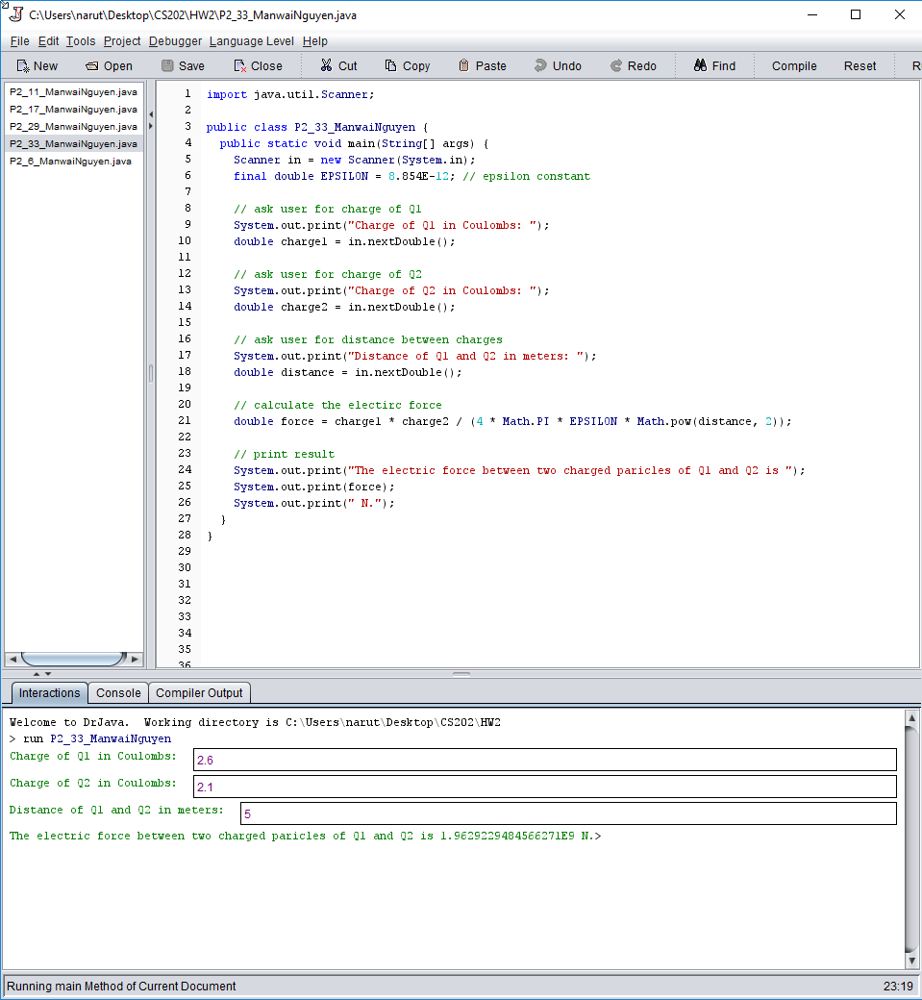 C:\Users\narut\Desktop\CS202\HW2\P2_33_ManwaiNguyen.java
File Edit Tools Project Debugger Language Level Help
New Open Save Close Cut Copy Paste Undo Redo Find Compile Reset
P2_11_ManwaiNguyen.java
P2_17_ManwaiNguyen.java
P2_29_ManwaiNguyen.java
P2_33_ManwaiNguyen.java
P2_6_ManwaiNguyen.java
1 import java.util.Scanner;
2
3 public class P2_33_ManwaiNguyen {
4   public static void main(String[] args) {
5     Scanner in = new Scanner(System.in);
6     final double EPSILON = 8.854E-12; // epsilon constant
7
8     // ask user for charge of Q1
9     System.out.print("Charge of Q1 in Coulombs: ");
10     double charge1 = in.nextDouble();
11
12     // ask user for charge of Q2
13     System.out.print("Charge of Q2 in Coulombs: ");
14     double charge2 = in.nextDouble();
15
16     // ask user for distance between charges
17     System.out.print("Distance of Q1 and Q2 in meters: ");
18     double distance = in.nextDouble();
19
20     // calculate the electirc force
21     double force = charge1 * charge2 / (4 * Math.PI * EPSILON * Math.pow(distance, 2));
22
23     // print result
24     System.out.print("The electric force between two charged paricles of Q1 and Q2 is ");
25     System.out.print(force);
26     System.out.print(" N.");
27   }
28 }
29
30
31
32
33
34
35
36
Interactions Console Compiler Output
Welcome to DrJava.  Working directory is C:\Users\narut\Desktop\CS202\HW2
> run P2_33_ManwaiNguyen
Charge of Q1 in Coulombs: 2.6
Charge of Q2 in Coulombs: 2.1
Distance of Q1 and Q2 in meters: 5
The electric force between two charged paricles of Q1 and Q2 is 1.9629229484566271E9 N.>
Running main Method of Current Document 23:19